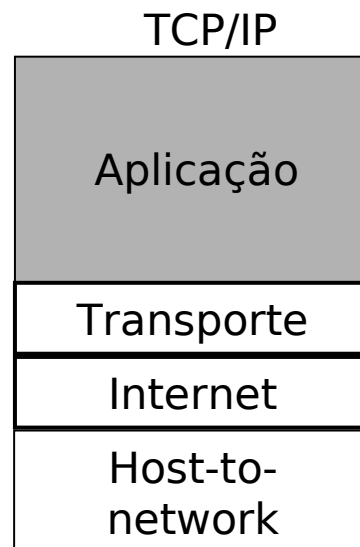 TCP/IP
Aplicação
Transporte
Internet
Host-to-
network